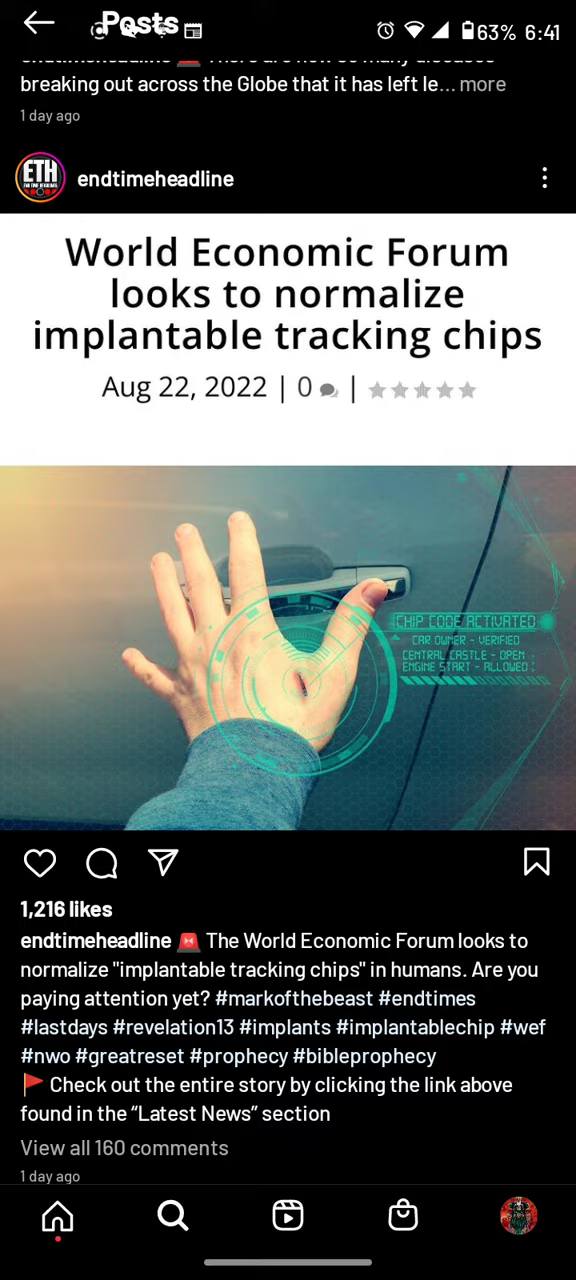 Posts
63% 6:41
breaking out across the Globe that it has left le... more
1 day ago
ETH
endtimeheadline
World Economic Forum
looks to normalize
implantable tracking chips
Aug 22, 2022 | 0 |
CHIP CODE ACTIVATED
CAR OWNER - VERIFIED
CENTRAL CASTLE - OPEN
ENGINE START - ALLOWED
1,216 likes
endtimeheadline 🚨 The World Economic Forum looks to
normalize "implantable tracking chips" in humans. Are you
paying attention yet? #markofthebeast #endtimes
#lastdays #revelation13 #implants #implantablechip #wef
#nwo #greatreset #prophecy #bibleprophecy
🚩 Check out the entire story by clicking the link above
found in the “Latest News” section
View all 160 comments
1 day ago